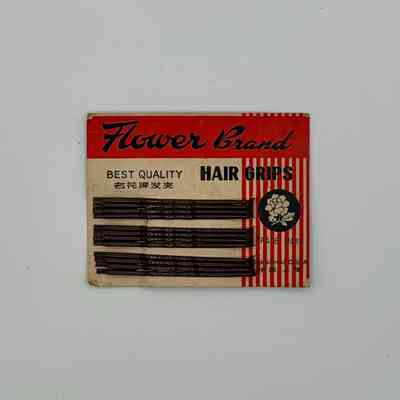 Flower Brand
BEST QUALITY
HAIR GRIPS
名花牌发夹
TRADE MARK